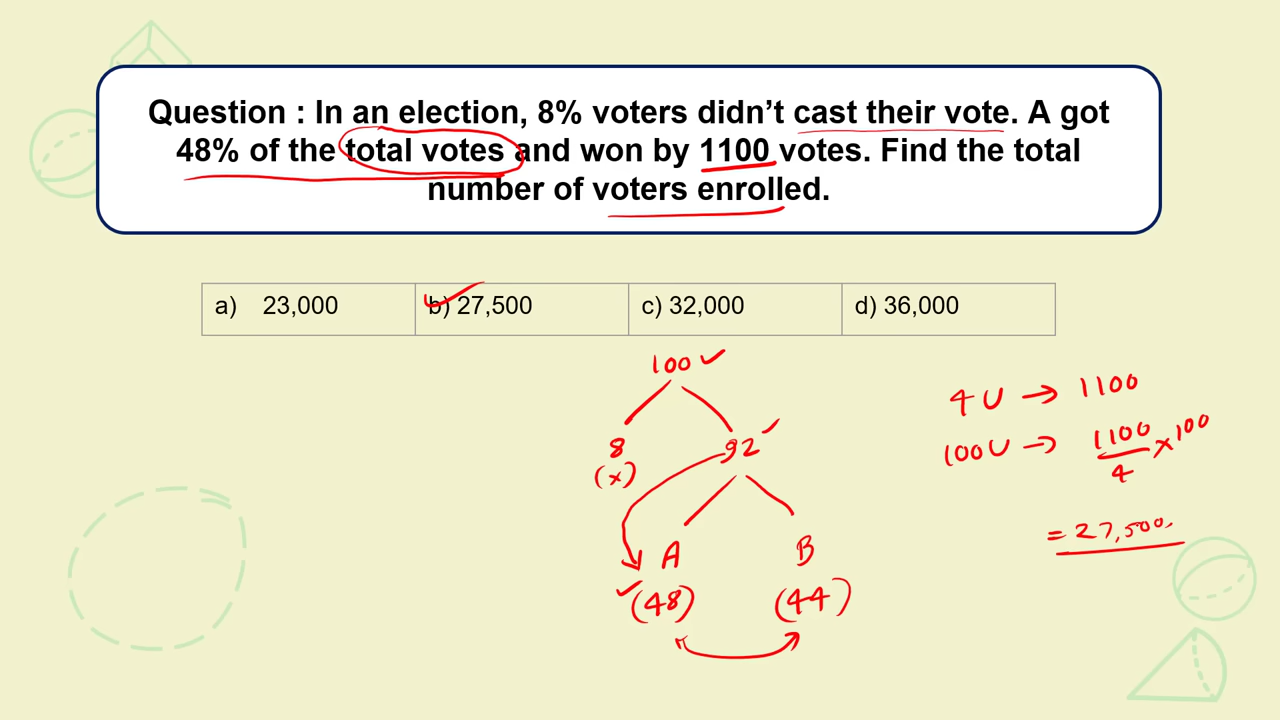 Question : In an election, 8% voters didn’t cast their vote. A got
48% of the total votes and won by 1100 votes. Find the total
number of voters enrolled.
a) 23,000 b) 27,500 c) 32,000 d) 36,000
100
8 92
(x)
A B
(48) (44)
4U → 1100
100U → 1100/4 x 100
= 27,500.